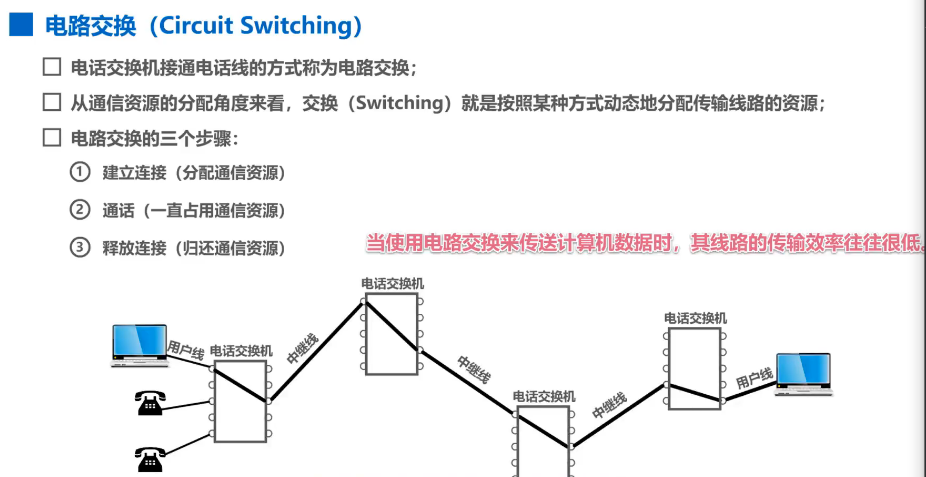 电路交换（Circuit Switching）
电话交换机接通电话线的方式称为电路交换；
从通信资源的分配角度来看，交换（Switching）就是按照某种方式动态地分配传输线路的资源；
电路交换的三个步骤：
① 建立连接（分配通信资源）
② 通话（一直占用通信资源）
③ 释放连接（归还通信资源）
当使用电路交换来传送计算机数据时，其线路的传输效率往往很低。
电话交换机
电话交换机
用户线
电话交换机
中继线
中继线
用户线
电话交换机
中继线